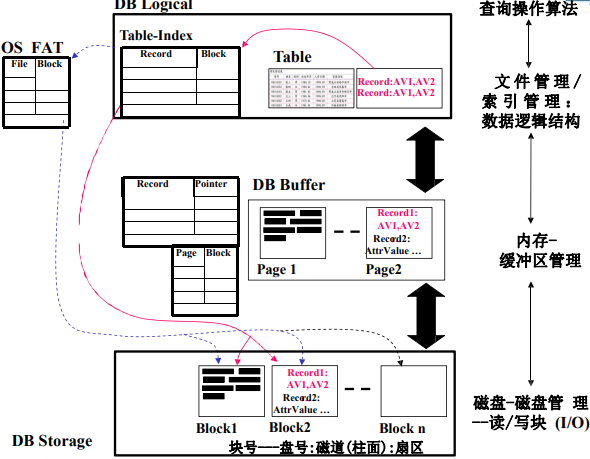 DB Logical
查询操作算法
OS FAT
File Block
Table-Index
Record Block
Table
Record:AV1,AV2
Record:AV1,AV2
文件管理/
索引管理:
数据逻辑结构
Record Pointer
Page Block
DB Buffer
Record1:
AV1,AV2
Record2:
AttrValue ...
Page 1
Page2
内存-
缓冲区管理
Record1:
AV1,AV2
Record2:
AttrValue ...
Block1
Block2
Block n
块号---盘号:磁道(柱面):扇区
DB Storage
磁盘-磁盘管 理
--读/写块 (I/O)